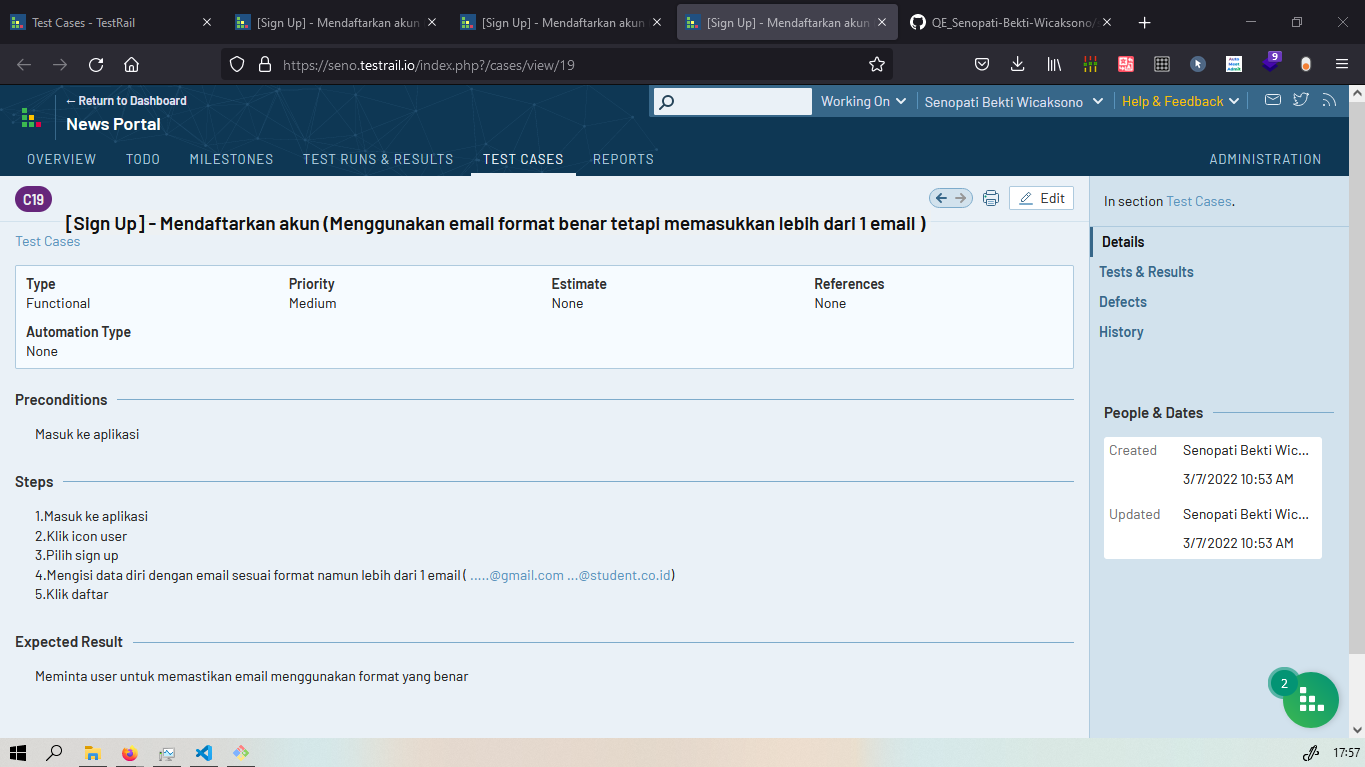 Test Cases - TestRail
[Sign Up] - Mendaftarkan akun
[Sign Up] - Mendaftarkan akun
[Sign Up] - Mendaftarkan akun
QE_Senopati-Bekti-Wicaksono/
https://seno.testrail.io/index.php?/cases/view/19
9
← Return to Dashboard
News Portal
Working On
Senopati Bekti Wicaksono
Help & Feedback
OVERVIEW
TODO
MILESTONES
TEST RUNS & RESULTS
TEST CASES
REPORTS
ADMINISTRATION
C19
[Sign Up] - Mendaftarkan akun (Menggunakan email format benar tetapi memasukkan lebih dari 1 email )
Test Cases
Edit
Type
Functional
Priority
Medium
Estimate
None
References
None
Automation Type
None
Preconditions
Masuk ke aplikasi
Steps
1.Masuk ke aplikasi
2.Klik icon user
3.Pilih sign up
4.Mengisi data diri dengan email sesuai format namun lebih dari 1 email ( .....@gmail.com ...@student.co.id)
5.Klik daftar
Expected Result
Meminta user untuk memastikan email menggunakan format yang benar
In section Test Cases.
Details
Tests & Results
Defects
History
People & Dates
Created
Senopati Bekti Wic...
3/7/2022 10:53 AM
Updated
Senopati Bekti Wic...
3/7/2022 10:53 AM
2
17:57